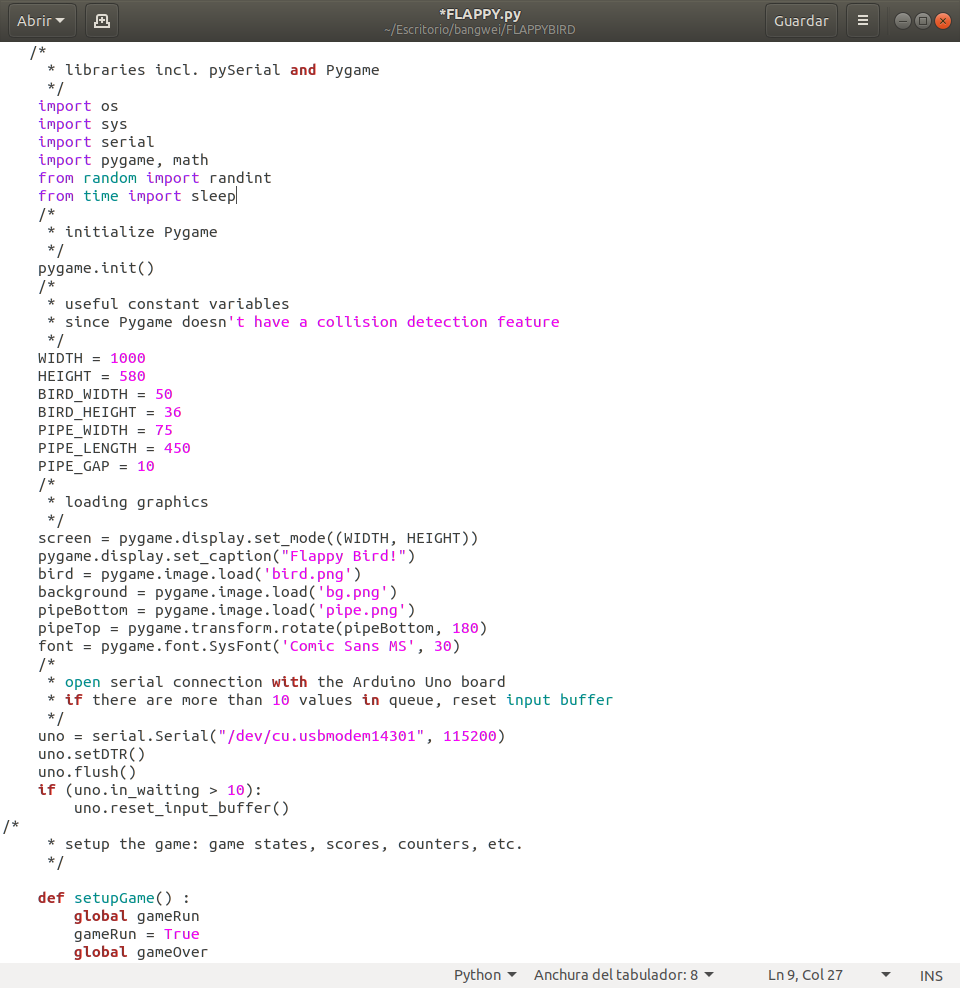 Abrir
*FLAPPY.py
~/Escritorio/bangwei/FLAPPYBIRD
Guardar
/*
 * libraries incl. pySerial and Pygame
 */
import os
import sys
import serial
import pygame, math
from random import randint
from time import sleep
/*
 * initialize Pygame
 */
pygame.init()
/*
 * useful constant variables
 * since Pygame doesn't have a collision detection feature
 */
WIDTH = 1000
HEIGHT = 580
BIRD_WIDTH = 50
BIRD_HEIGHT = 36
PIPE_WIDTH = 75
PIPE_LENGTH = 450
PIPE_GAP = 10
/*
 * loading graphics
 */
screen = pygame.display.set_mode((WIDTH, HEIGHT))
pygame.display.set_caption("Flappy Bird!")
bird = pygame.image.load('bird.png')
background = pygame.image.load('bg.png')
pipeBottom = pygame.image.load('pipe.png')
pipeTop = pygame.transform.rotate(pipeBottom, 180)
font = pygame.font.SysFont('Comic Sans MS', 30)
/*
 * open serial connection with the Arduino Uno board
 * if there are more than 10 values in queue, reset input buffer
 */
uno = serial.Serial("/dev/cu.usbmodem14301", 115200)
uno.setDTR()
uno.flush()
if (uno.in_waiting > 10):
    uno.reset_input_buffer()
/*
 * setup the game: game states, scores, counters, etc.
 */
def setupGame() :
    global gameRun
    gameRun = True
    global gameOver
Python Anchura del tabulador: 8 Ln 9, Col 27 INS